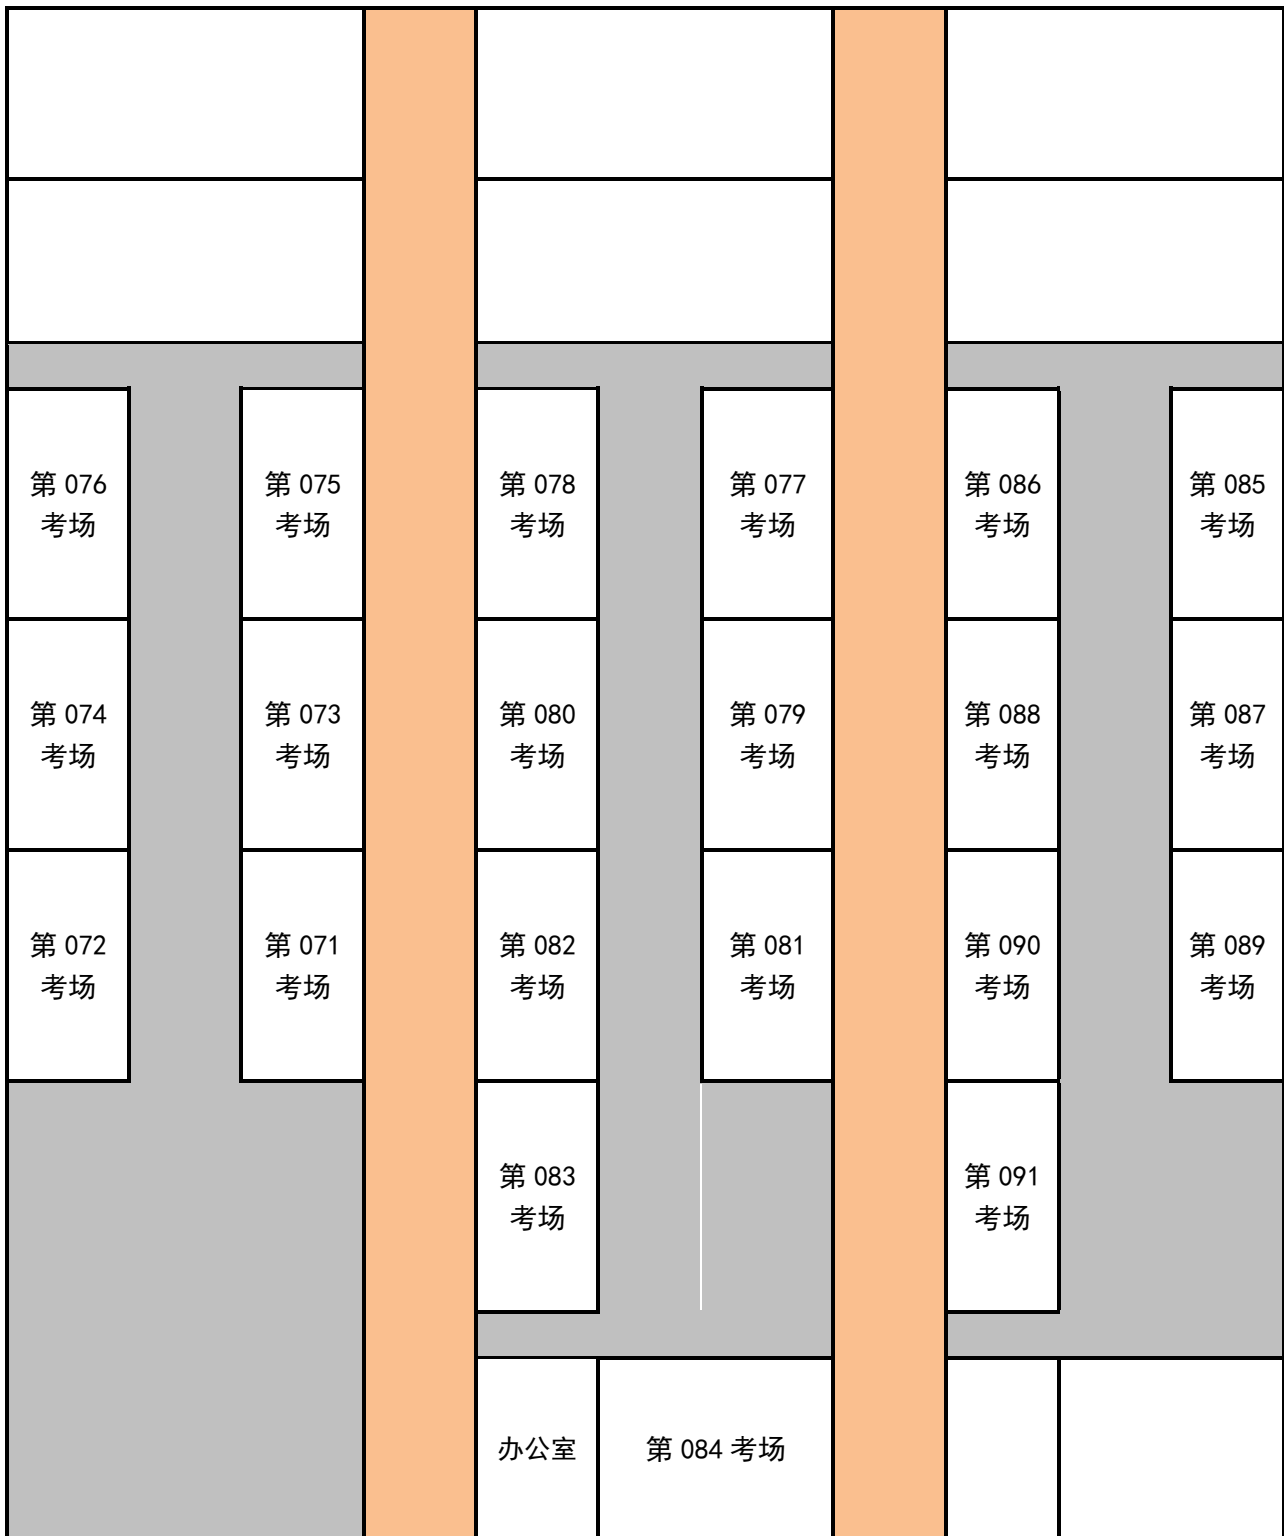 第 076
考场
第 075
考场
第 078
考场
第 077
考场
第 086
考场
第 085
考场
第 074
考场
第 073
考场
第 080
考场
第 079
考场
第 088
考场
第 087
考场
第 072
考场
第 071
考场
第 082
考场
第 081
考场
第 090
考场
第 089
考场
第 083
考场
第 091
考场
办公室
第 084 考场